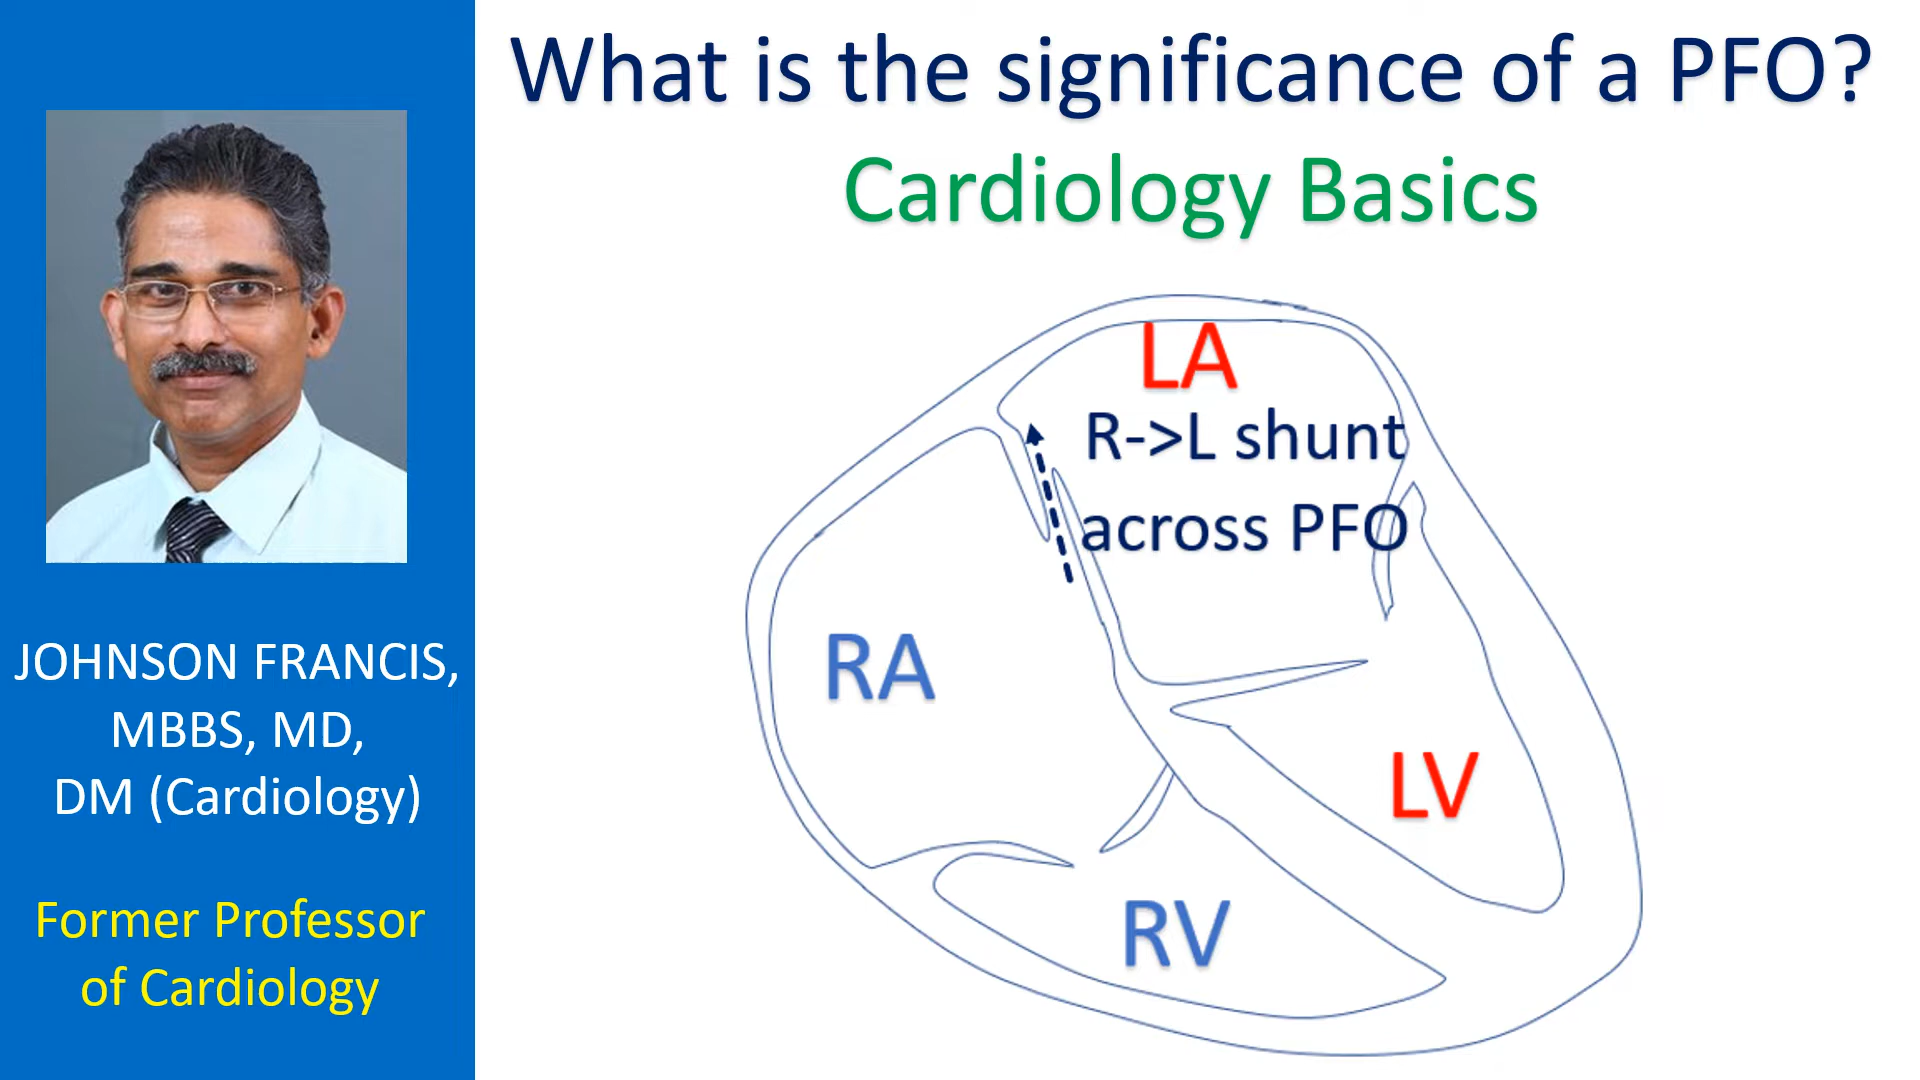 What is the significance of a PFO?
Cardiology Basics
JOHNSON FRANCIS,
MBBS, MD,
DM (Cardiology)
Former Professor
of Cardiology
LA
R->L shunt
across PFO
RA
LV
RV